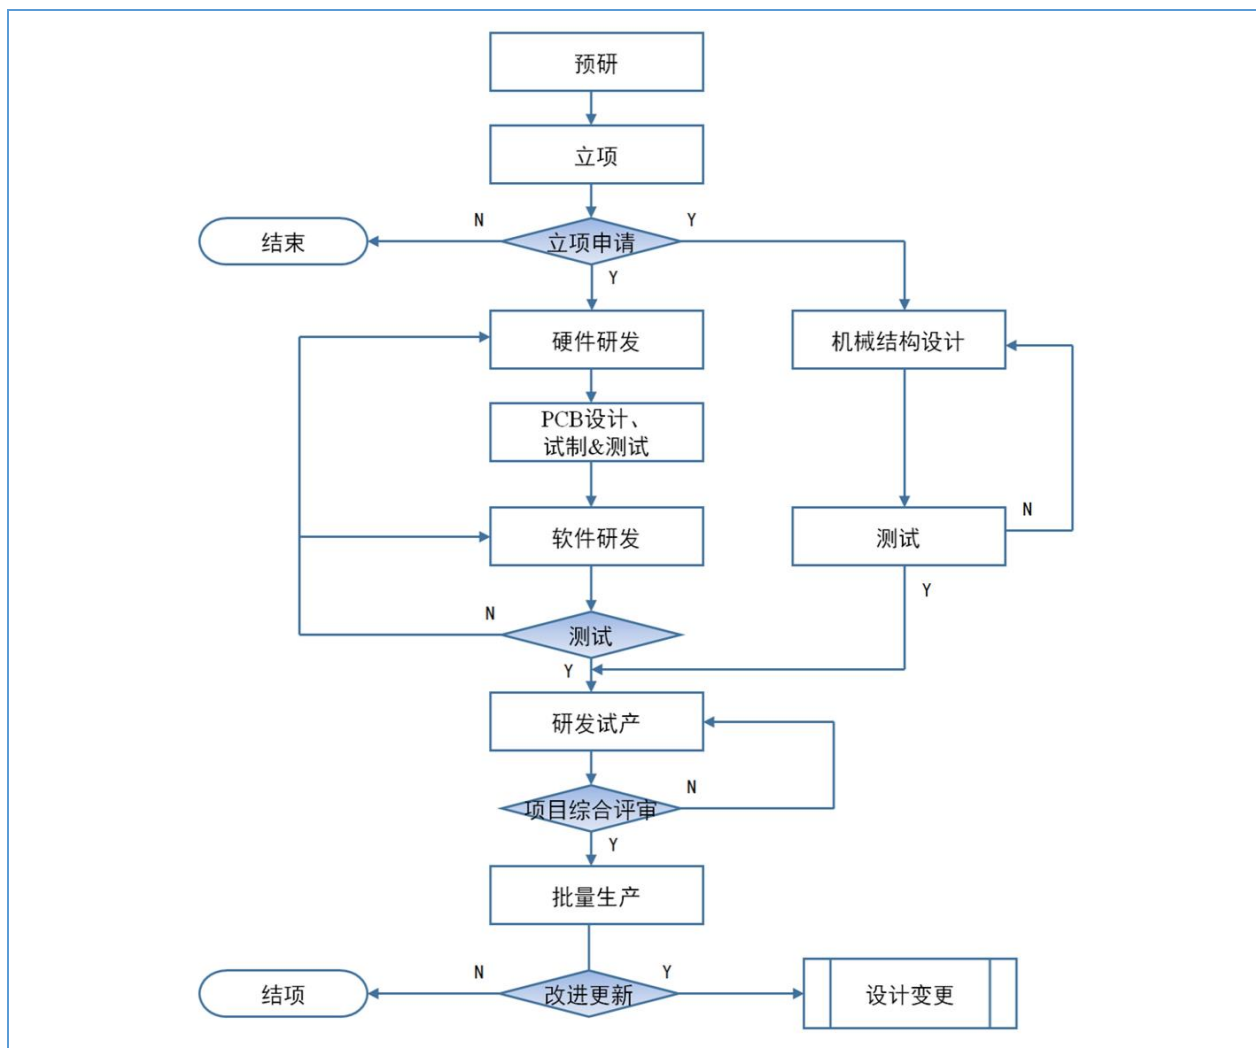 预研
立项
N
Y
结束
立项申请
Y
硬件研发
机械结构设计
PCB设计、
试制&测试
N
软件研发
测试
Y
N
测试
Y
研发试产
N
项目综合评审
Y
批量生产
N
Y
结项
改进更新
设计变更